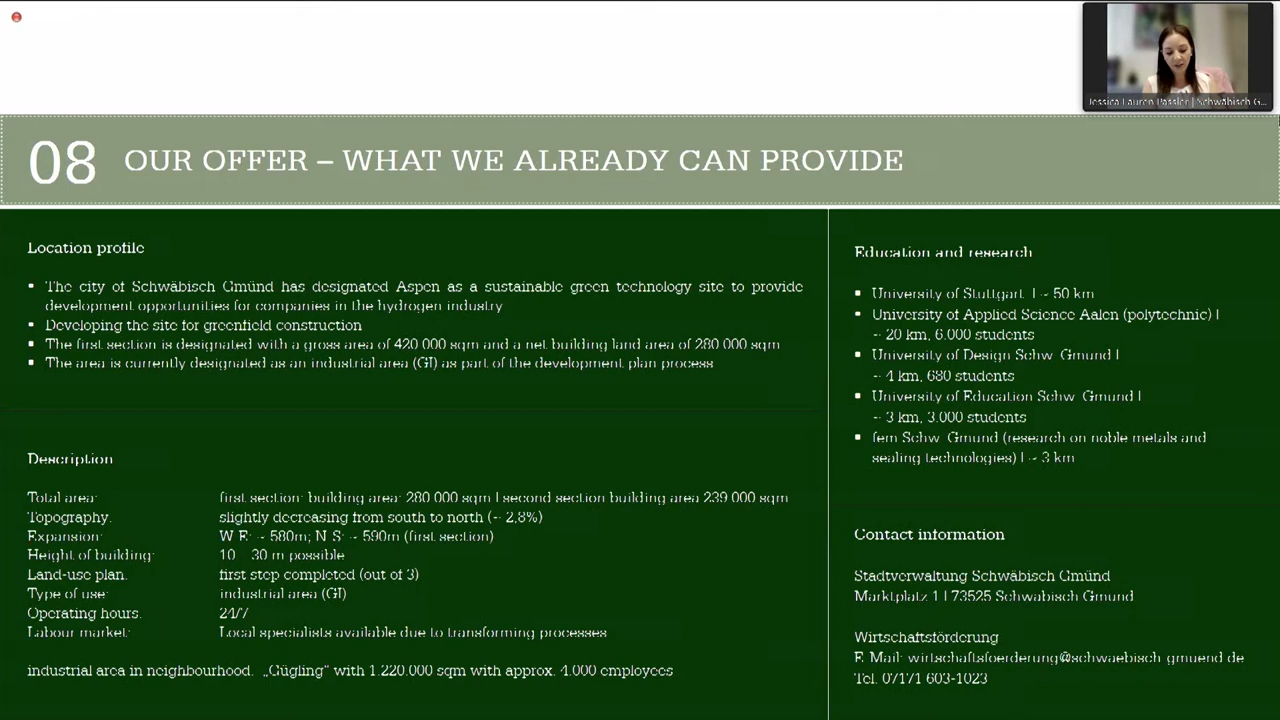 Jessica Lauren Passler | Schwäbisch G...
08 OUR OFFER – WHAT WE ALREADY CAN PROVIDE
Location profile
▪ The city of Schwäbisch Gmünd has designated Aspen as a sustainable green technology site to provide
development opportunities for companies in the hydrogen industry
▪ Developing the site for greenfield construction
▪ The first section is designated with a gross area of 420.000 sqm and a net building land area of 280.000 sqm
▪ The area is currently designated as an industrial area (GI) as part of the development plan process
Description
Total area: first section: building area: 280.000 sqm | second section building area 239.000 sqm
Topography: slightly decreasing from south to north (~ 2,8%)
Expansion: W-E: ~ 580m; N-S: ~ 590m (first section)
Height of building: 10 – 30 m possible
Land-use plan: first step completed (out of 3)
Type of use: industrial area (GI)
Operating hours: 24/7
Labour market: Local specialists available due to transforming processes
industrial area in neighbourhood: „Gügling“ with 1.220.000 sqm with approx. 4.000 employees
Education and research
▪ University of Stuttgart | ~ 50 km
▪ University of Applied Science Aalen (polytechnic) |
~ 20 km, 6.000 students
▪ University of Design Schw. Gmünd |
~ 4 km, 680 students
▪ University of Education Schw. Gmünd |
~ 3 km, 3.000 students
▪ fem Schw. Gmünd (research on noble metals and
sealing technologies) | ~ 3 km
Contact information
Stadtverwaltung Schwäbisch Gmünd
Marktplatz 1 | 73525 Schwäbisch Gmünd
Wirtschaftsförderung
E-Mail: wirtschaftsfoerderung@schwaebisch-gmuend.de
Tel. 07171 603-1023